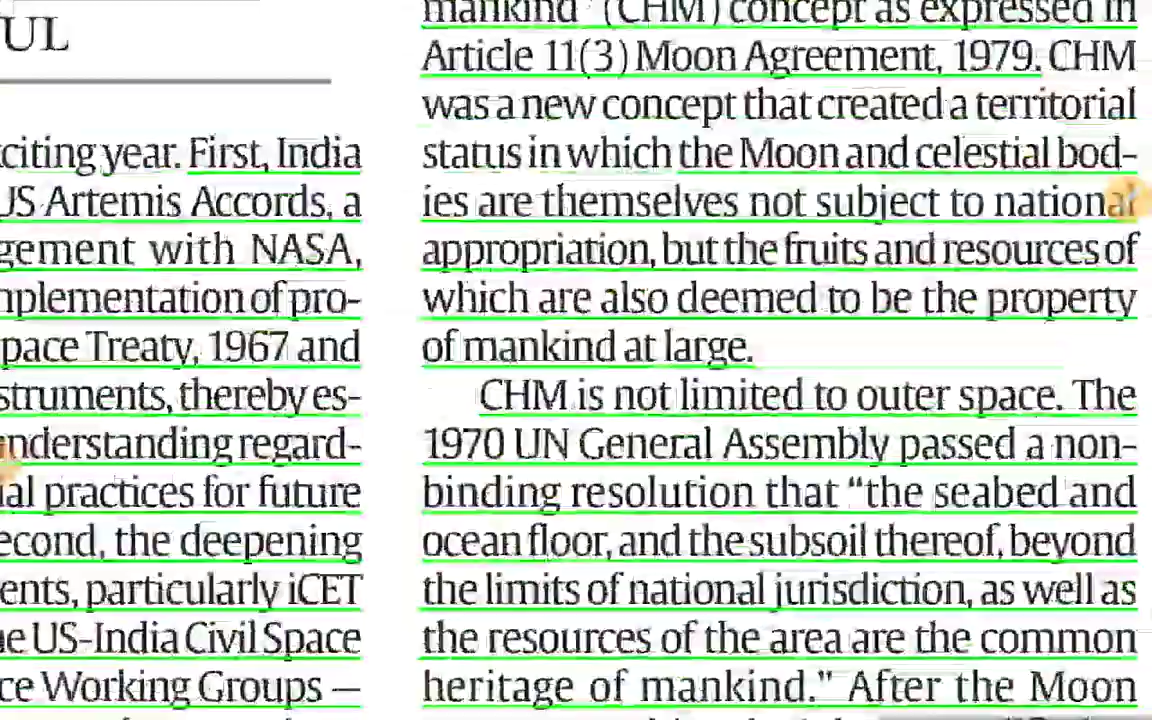 UL
citing year. First, India
US Artemis Accords, a
gement with NASA,
plementation of pro-
pace Treaty, 1967 and
struments, thereby es-
nderstanding regard-
al practices for future
econd, the deepening
ents, particularly iCET
e US-India Civil Space
ce Working Groups —
mankind" (CHM) concept as expressed in
Article 11(3) Moon Agreement, 1979. CHM
was a new concept that created a territorial
status in which the Moon and celestial bod-
ies are themselves not subject to national
appropriation, but the fruits and resources of
which are also deemed to be the property
of mankind at large.
CHM is not limited to outer space. The
1970 UN General Assembly passed a non-
binding resolution that “the seabed and
ocean floor, and the subsoil thereof, beyond
the limits of national jurisdiction, as well as
the resources of the area are the common
heritage of mankind.” After the Moon